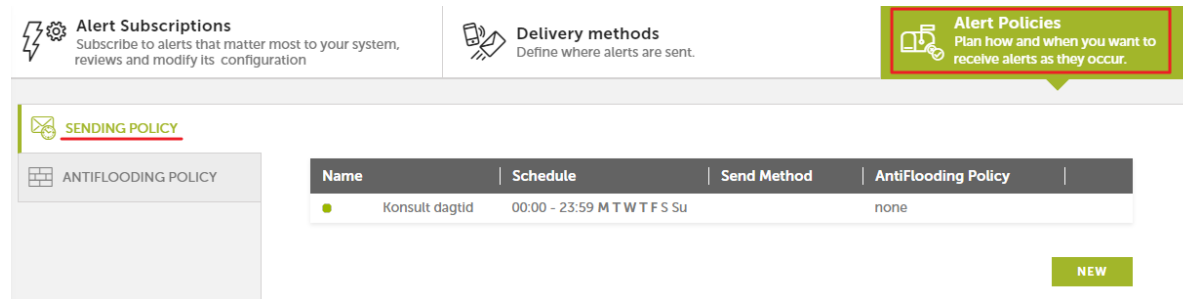 Alert Subscriptions
Subscribe to alerts that matter most to your system,
reviews and modify its configuration
Delivery methods
Define where alerts are sent.
Alert Policies
Plan how and when you want to
receive alerts as they occur.
SENDING POLICY
ANTIFLOODING POLICY
Name Schedule Send Method AntiFlooding Policy
Konsult dagtid 00:00 - 23:59 M T W T F S Su none
NEW